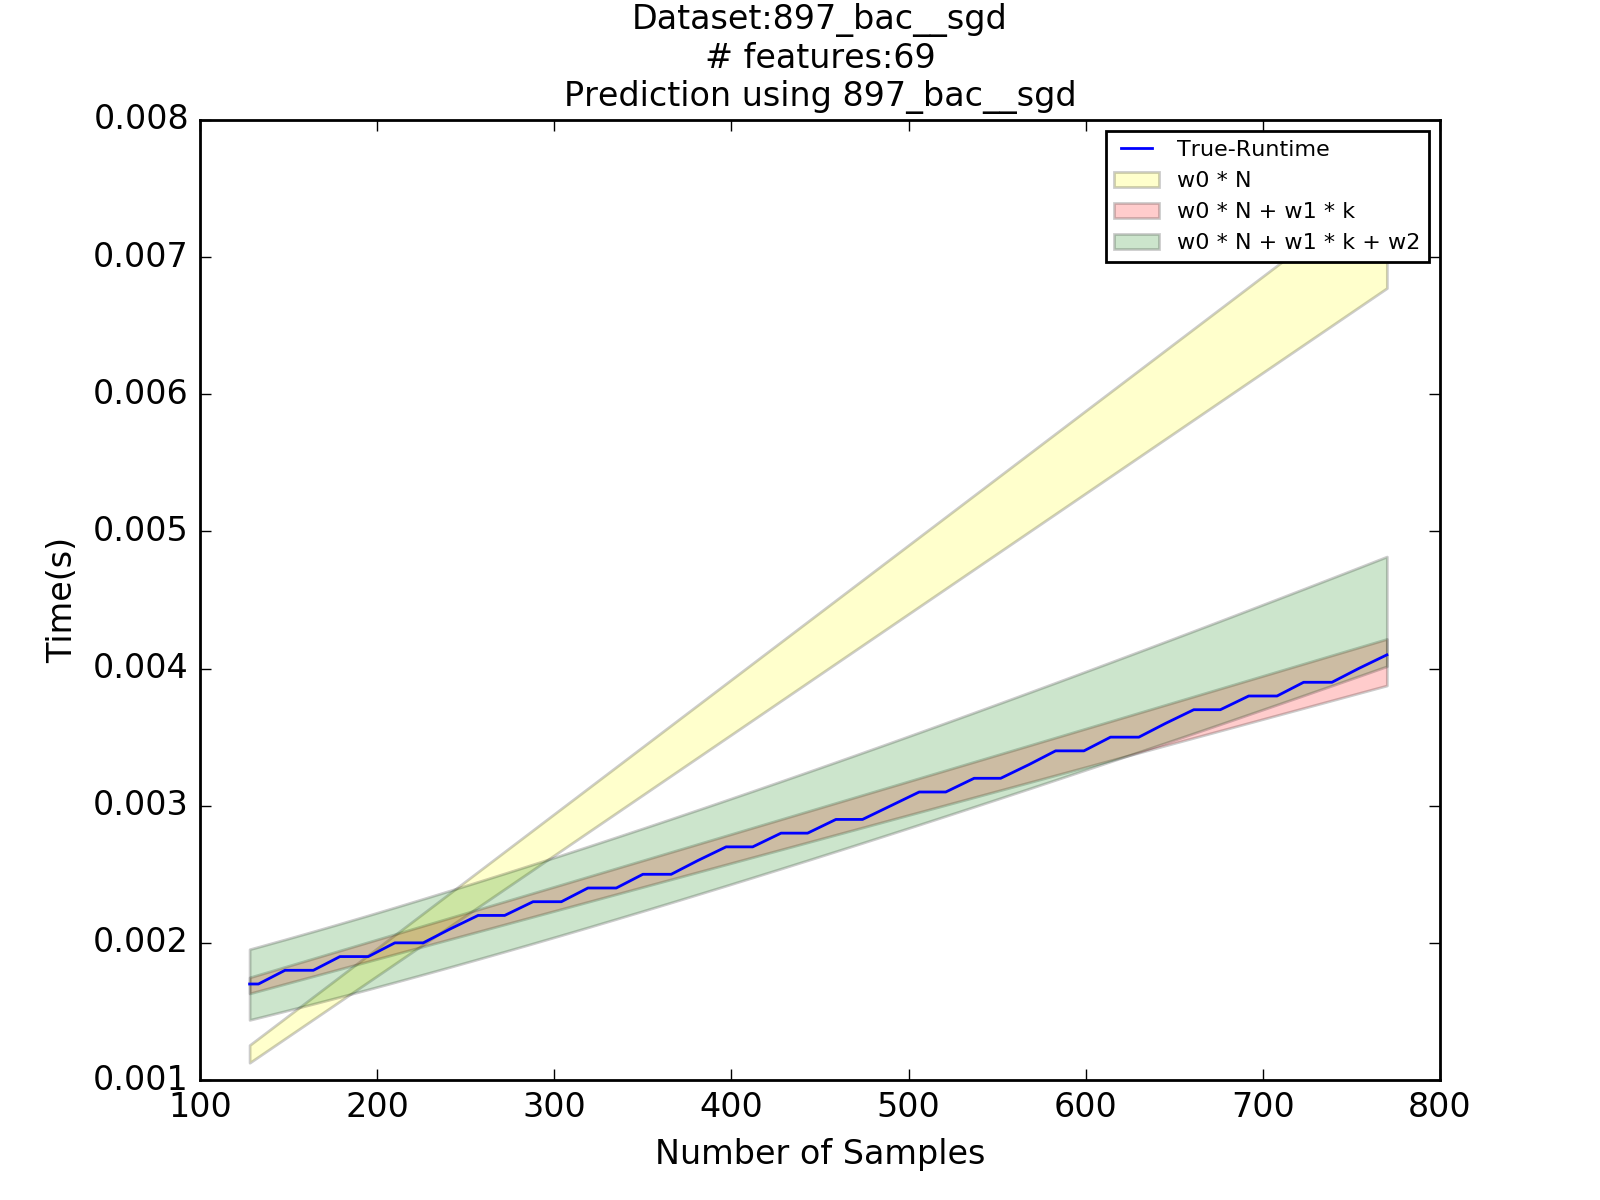 Dataset:897_bac__sgd
# features:69
Prediction using 897_bac__sgd
0.008
0.007
0.006
0.005
0.004
0.003
0.002
0.001
Time(s)
True-Runtime
w0 * N
w0 * N + w1 * k
w0 * N + w1 * k + w2
100 200 300 400 500 600 700 800
Number of Samples